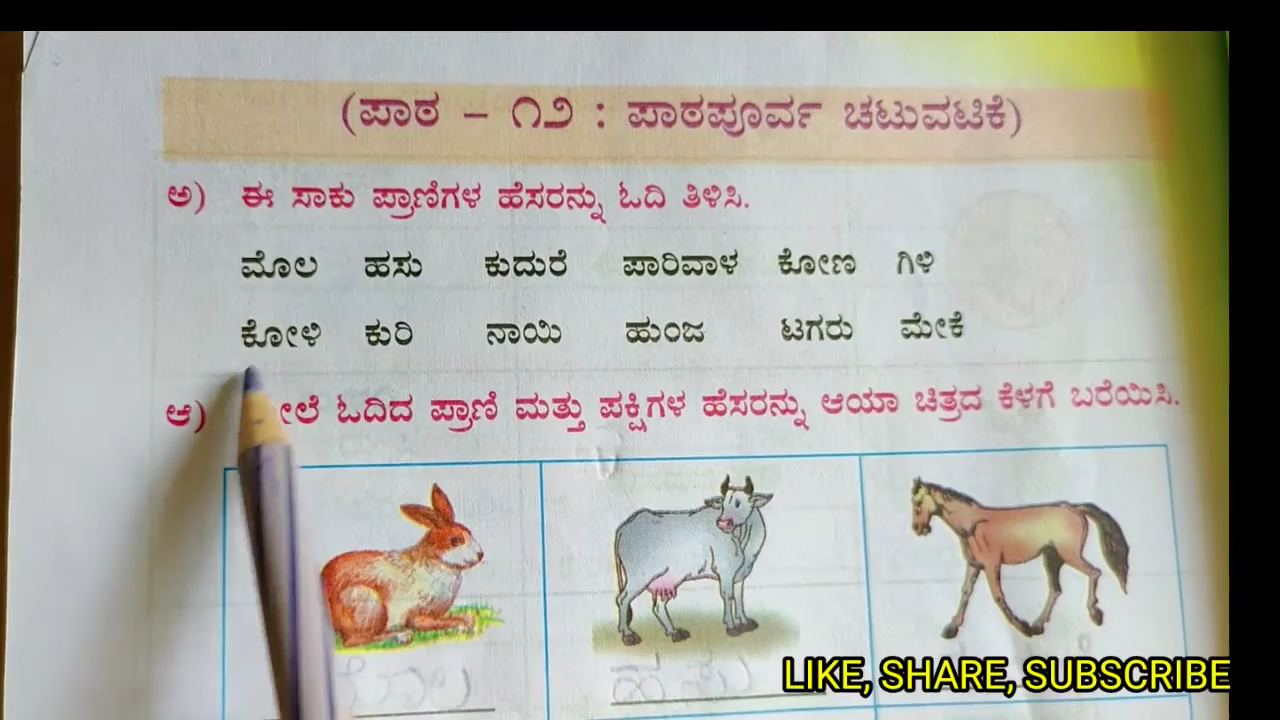 (ಪಾಠ – ೧೨ : ಪಾಠಪೂರ್ವ ಚಟುವಟಿಕೆ)
ಅ) ಈ ಸಾಕು ಪ್ರಾಣಿಗಳ ಹೆಸರನ್ನು ಓದಿ ತಿಳಿಸಿ.
ಮೊಲ ಹಸು ಕುದುರೆ ಪಾರಿವಾಳ ಕೋಣ ಗಿಳಿ
ಕೋಳಿ ಕುರಿ ನಾಯಿ ಹುಂಜ ಟಗರು ಮೇಕೆ
ಆ) ಓದಿದ ಪ್ರಾಣಿ ಮತ್ತು ಪಕ್ಷಿಗಳ ಹೆಸರನ್ನು ಆಯಾ ಚಿತ್ರದ ಕೆಳಗೆ ಬರೆಯಿಸಿ.
ಹಸು
LIKE, SHARE, SUBSCRIBE